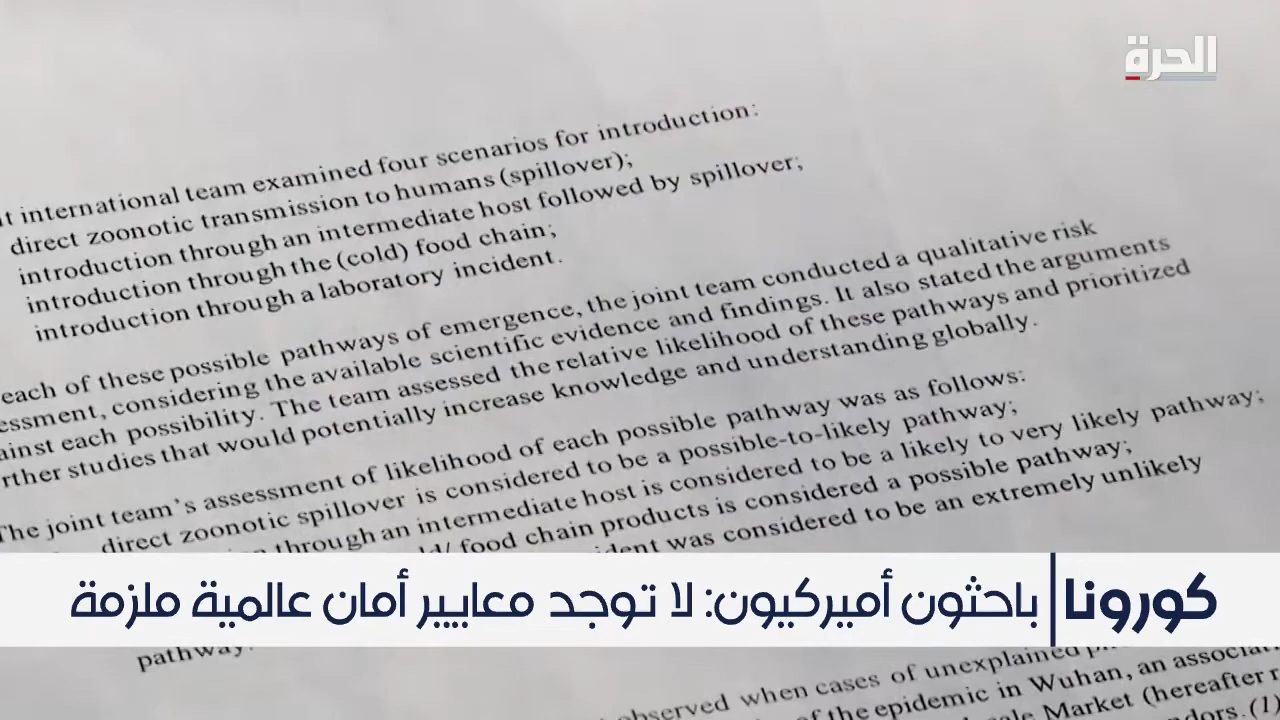 الحرة
international team examined four scenarios for introduction:
direct zoonotic transmission to humans (spillover);
introduction through an intermediate host followed by spillover;
introduction through the (cold) food chain;
introduction through a laboratory incident.
each of these possible pathways of emergence, the joint team conducted a qualitative risk
essment, considering the available scientific evidence and findings. It also stated the arguments
ainst each possibility. The team assessed the relative likelihood of these pathways and prioritized
rther studies that would potentially increase knowledge and understanding globally.
The joint team's assessment of likelihood of each possible pathway was as follows:
direct zoonotic spillover is considered to be a possible-to-likely pathway;
through an intermediate host is considered to be a likely to very likely pathway;
food chain products is considered a possible pathway;
ident was considered to be an extremely unlikely
كورونا باحثون أميركيون: لا توجد معايير أمان عالمية ملزمة
pathway.
observed when cases of unexplained
of the epidemic in Wuhan, an associat
Market (hereafter r
(1)